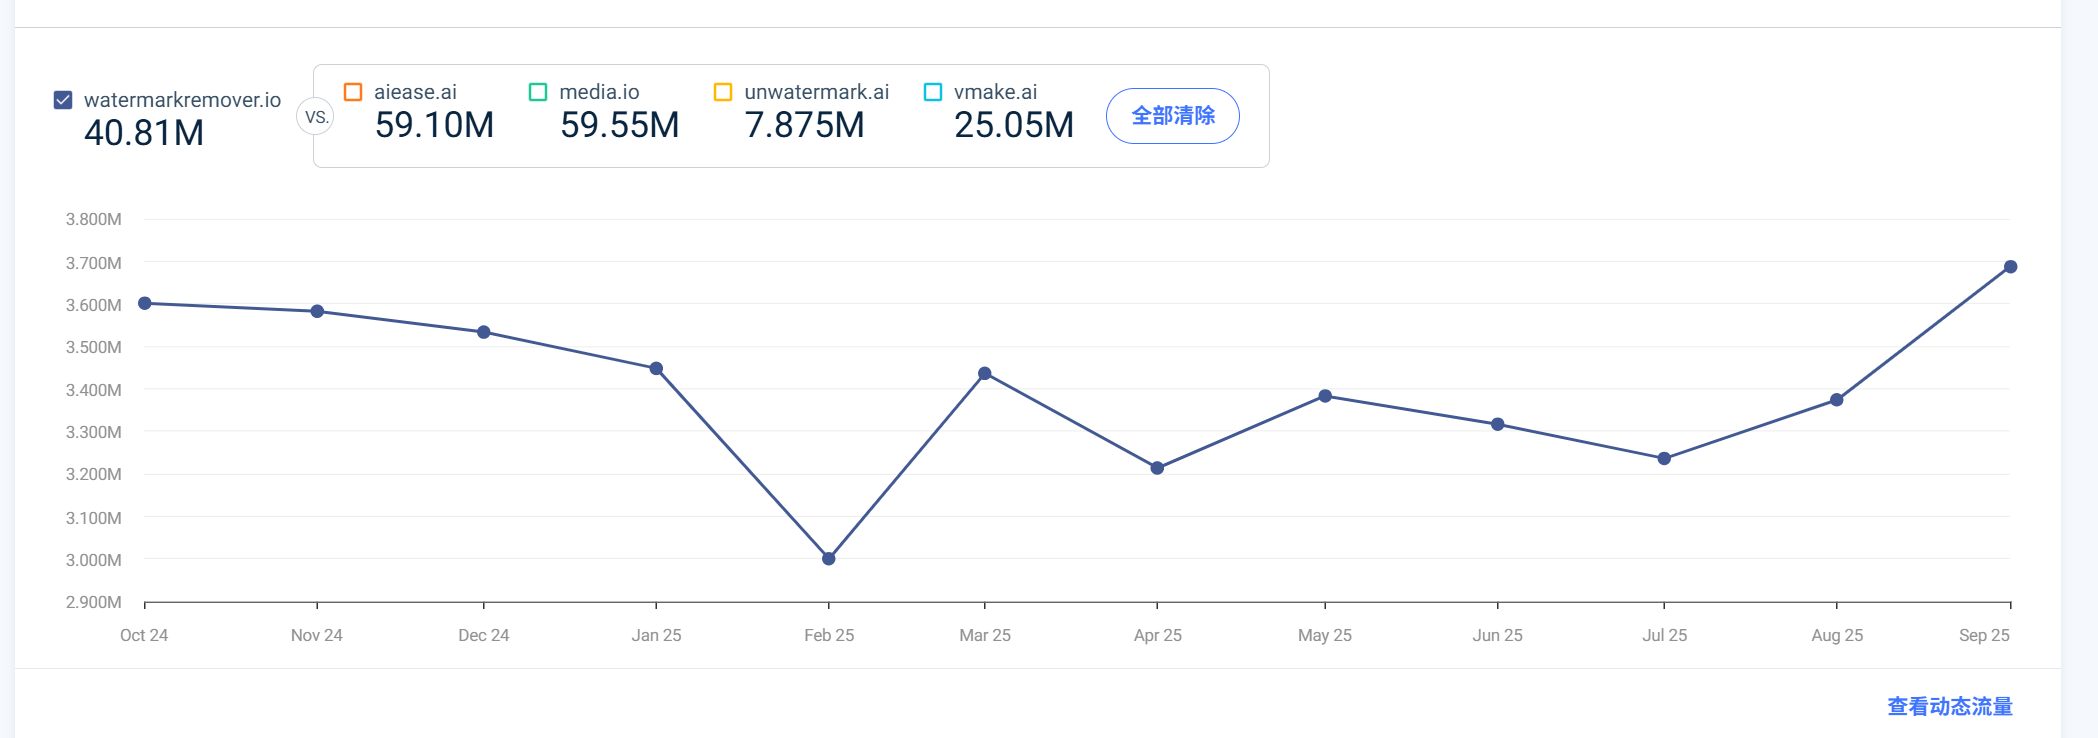 watermarkremover.io
40.81M
VS.
aiease.ai
59.10M
media.io
59.55M
unwatermark.ai
7.875M
vmake.ai
25.05M
全部清除
3.800M
3.700M
3.600M
3.500M
3.400M
3.300M
3.200M
3.100M
3.000M
2.900M
Oct 24 Nov 24 Dec 24 Jan 25 Feb 25 Mar 25 Apr 25 May 25 Jun 25 Jul 25 Aug 25 Sep 25
查看动态流量